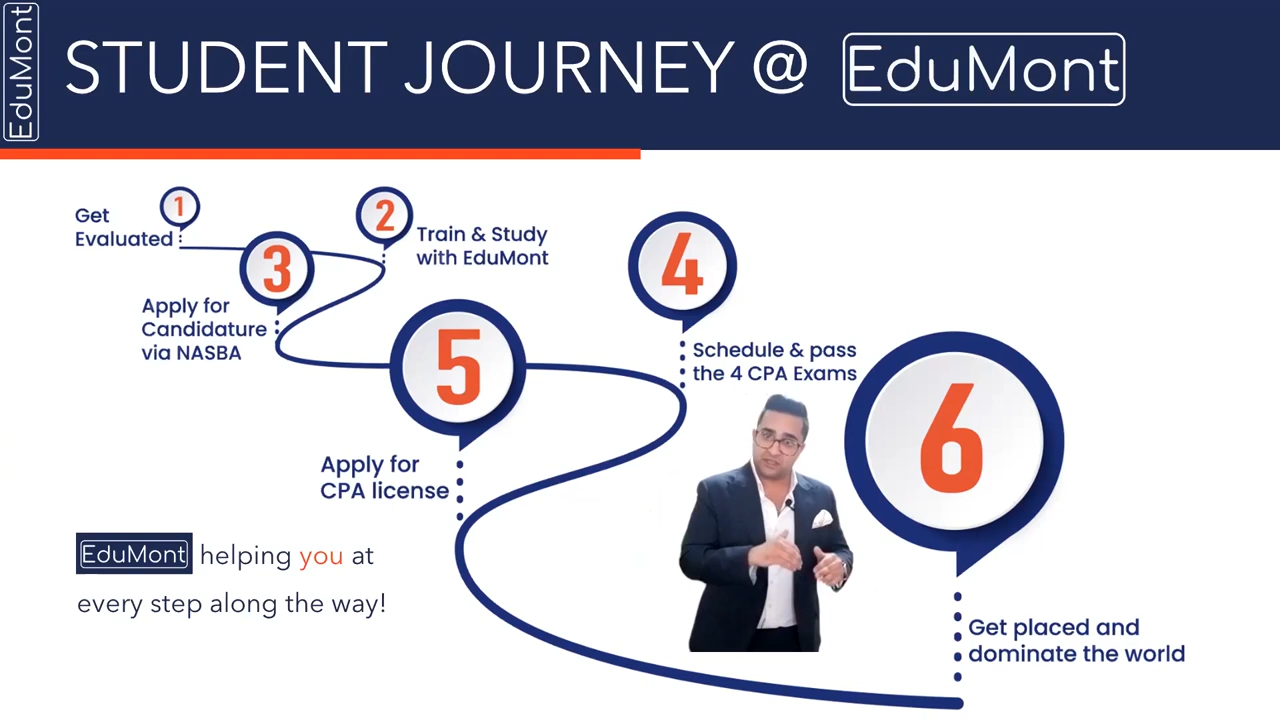 EduMont
STUDENT JOURNEY @ EduMont
1
Get
Evaluated
2
Train & Study
with EduMont
3
Apply for
Candidature
via NASBA
4
Schedule & pass
the 4 CPA Exams
5
Apply for
CPA license
6
Get placed and
dominate the world
EduMont helping you at
every step along the way!